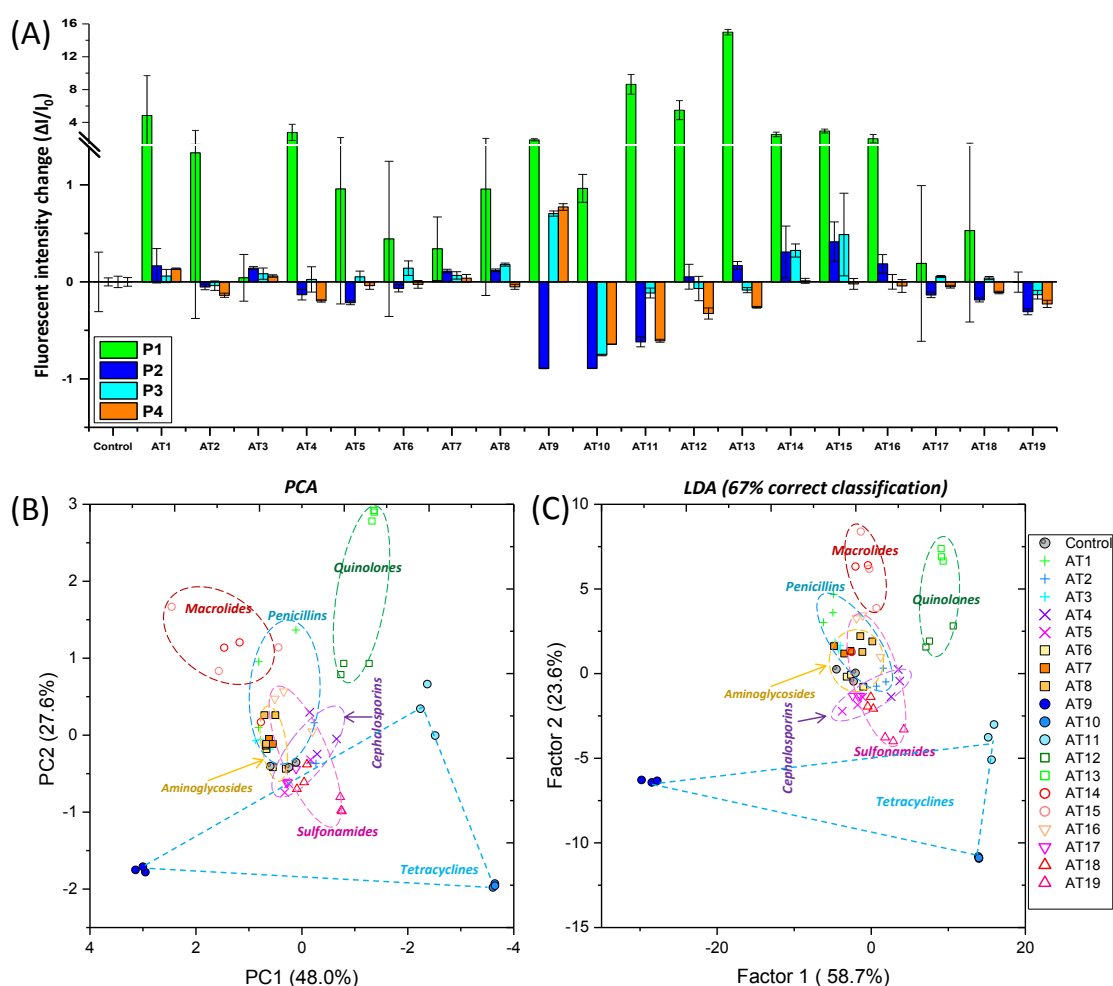 (A)
Fluorescent intensity change (ΔI/I₀)
16
12
8
4
1
0
-1
P1
P2
P3
P4
Control AT1 AT2 AT3 AT4 AT5 AT6 AT7 AT8 AT9 AT10 AT11 AT12 AT13 AT14 AT15 AT16 AT17 AT18 AT19
(B)
PCA
PC2 (27.6%)
3
2
1
0
-1
-2
4 2 0 -2 -4
PC1 (48.0%)
Quinolones
Macrolides
Penicillins
Cephalosporins
Aminoglycosides
Sulfonamides
Tetracyclines
(C)
LDA (67% correct classification)
Factor 2 (23.6%)
10
5
0
-5
-10
-15
-20 0 20
Factor 1 ( 58.7%)
Macrolides
Penicillins
Quinolones
Aminoglycosides
Cephalosporins
Sulfonamides
Tetracyclines
Control
AT1
AT2
AT3
AT4
AT5
AT6
AT7
AT8
AT9
AT10
AT11
AT12
AT13
AT14
AT15
AT16
AT17
AT18
AT19